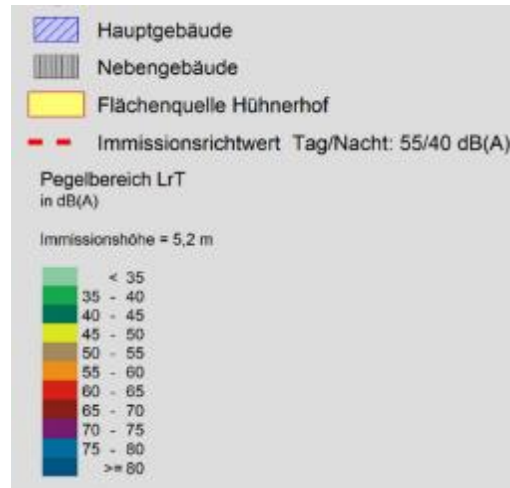 Hauptgebäude
Nebengebäude
Flächenquelle Hühnerhof
Immissionsrichtwert Tag/Nacht: 55/40 dB(A)
Pegelbereich LrT
in dB(A)
Immissionshöhe = 5,2 m
< 35
35 - 40
40 - 45
45 - 50
50 - 55
55 - 60
60 - 65
65 - 70
70 - 75
75 - 80
>= 80